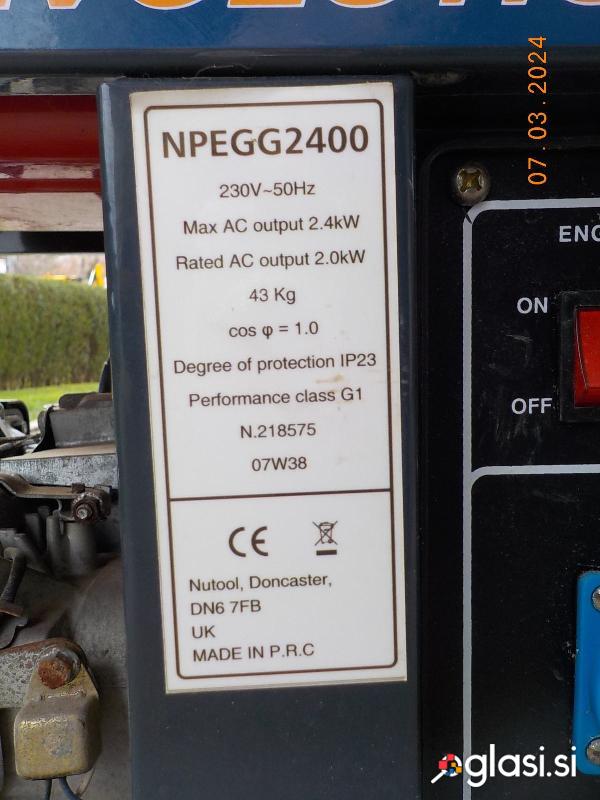 07.03.2024
NPEGG2400
230V~50Hz
Max AC output 2.4kW
Rated AC output 2.0kW
43 Kg
cos φ = 1.0
Degree of protection IP23
Performance class G1
N.218575
07W38
CE
Nutool, Doncaster,
DN6 7FB
UK
MADE IN P.R.C
ENG
ON
OFF
oglasi.si